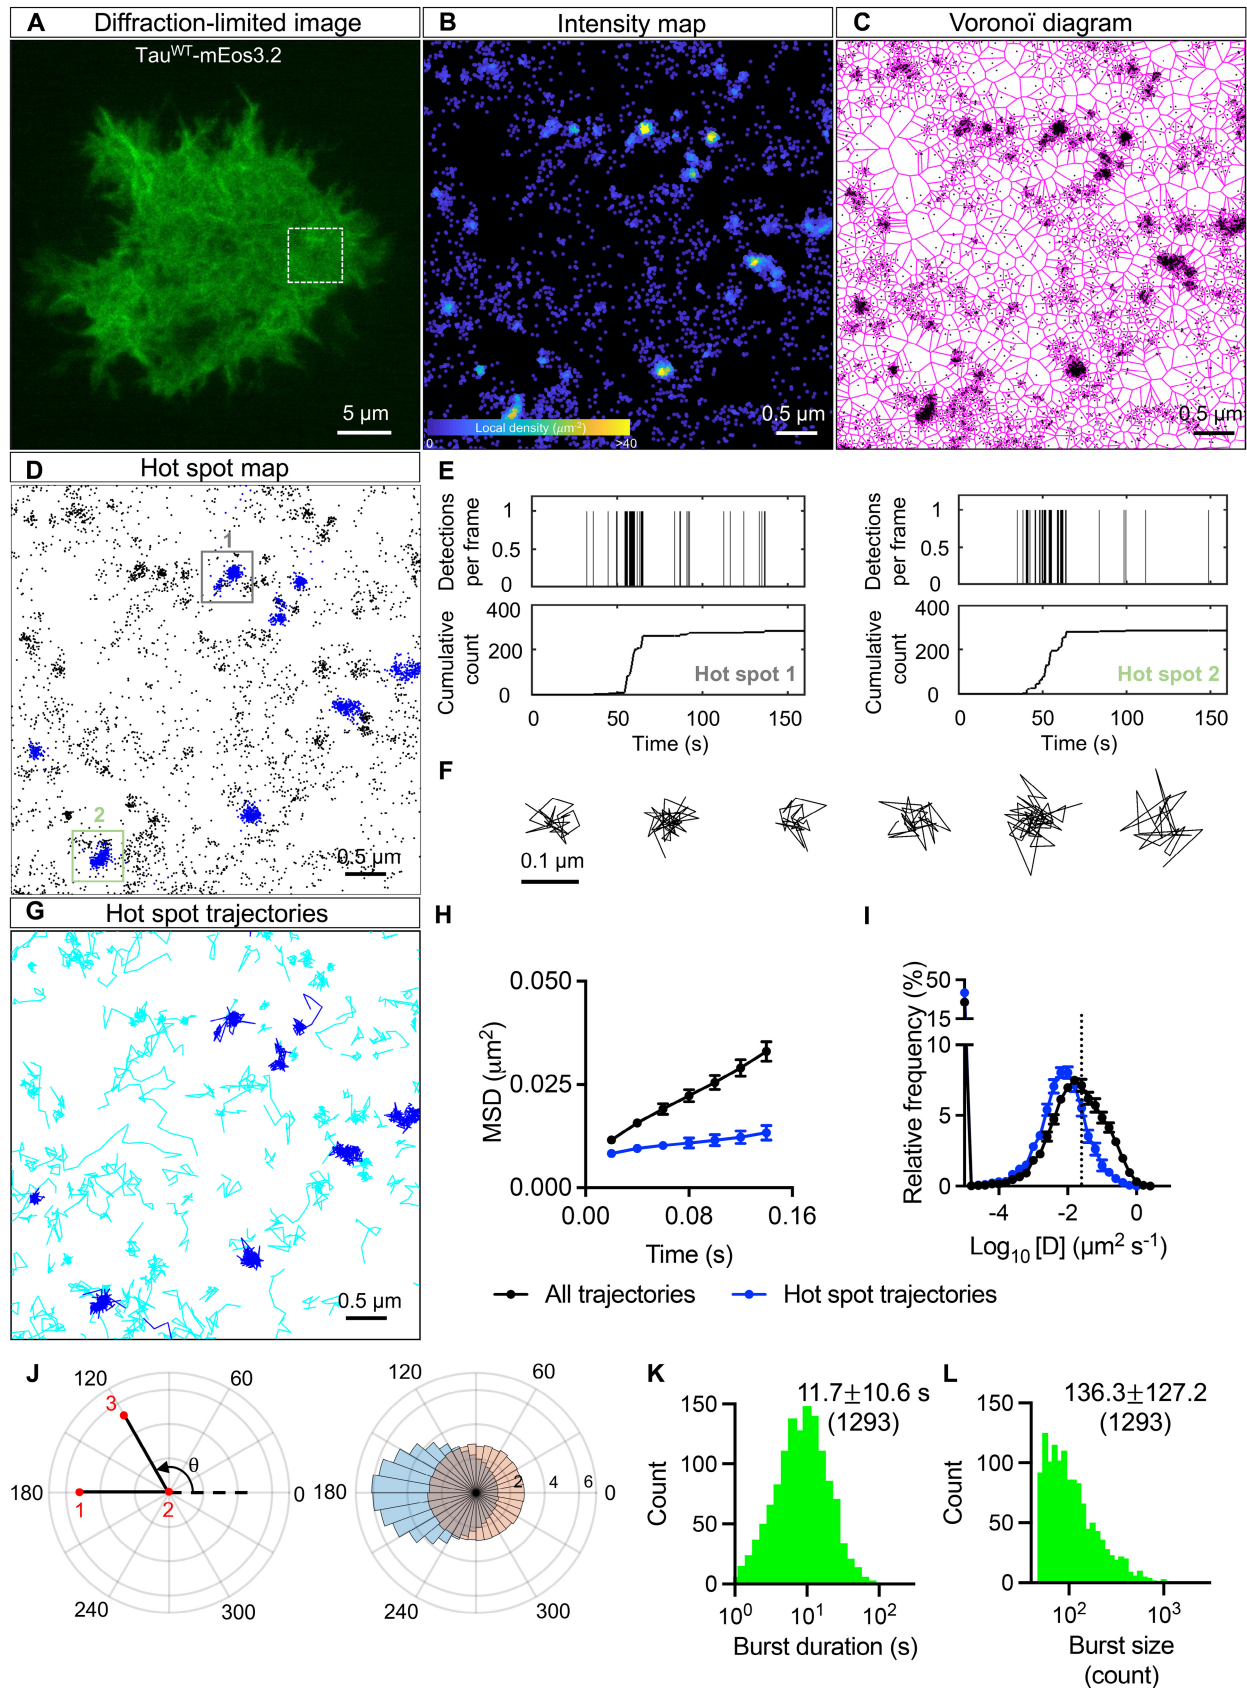 A Diffraction-limited image
Tau^WT-mEos3.2
5 µm
B Intensity map
Local density (µm⁻²)
0 >40
0.5 µm
C Voronoï diagram
0.5 µm
D Hot spot map
1
2
0.5 µm
E
Detections per frame
1
0.5
0
Cumulative count
400
200
0
Hot spot 1
0 50 100 150
Time (s)
Detections per frame
1
0.5
0
Cumulative count
400
200
0
Hot spot 2
0 50 100 150
Time (s)
F
0.1 µm
G Hot spot trajectories
0.5 µm
H
MSD (µm²)
0.050
0.025
0.000
0.00 0.08 0.16
Time (s)
I
Relative frequency (%)
50
15
10
5
0
-4 -2 0
Log₁₀ [D] (µm² s⁻¹)
All trajectories Hot spot trajectories
J
120 60
3
θ
180 0
1 2
240 300
120 60
180 2 4 6 0
240 300
K
11.7±10.6 s
(1293)
Count
150
100
50
0
10⁰ 10¹ 10²
Burst duration (s)
L
136.3±127.2
(1293)
Count
150
100
50
0
10² 10³
Burst size
(count)